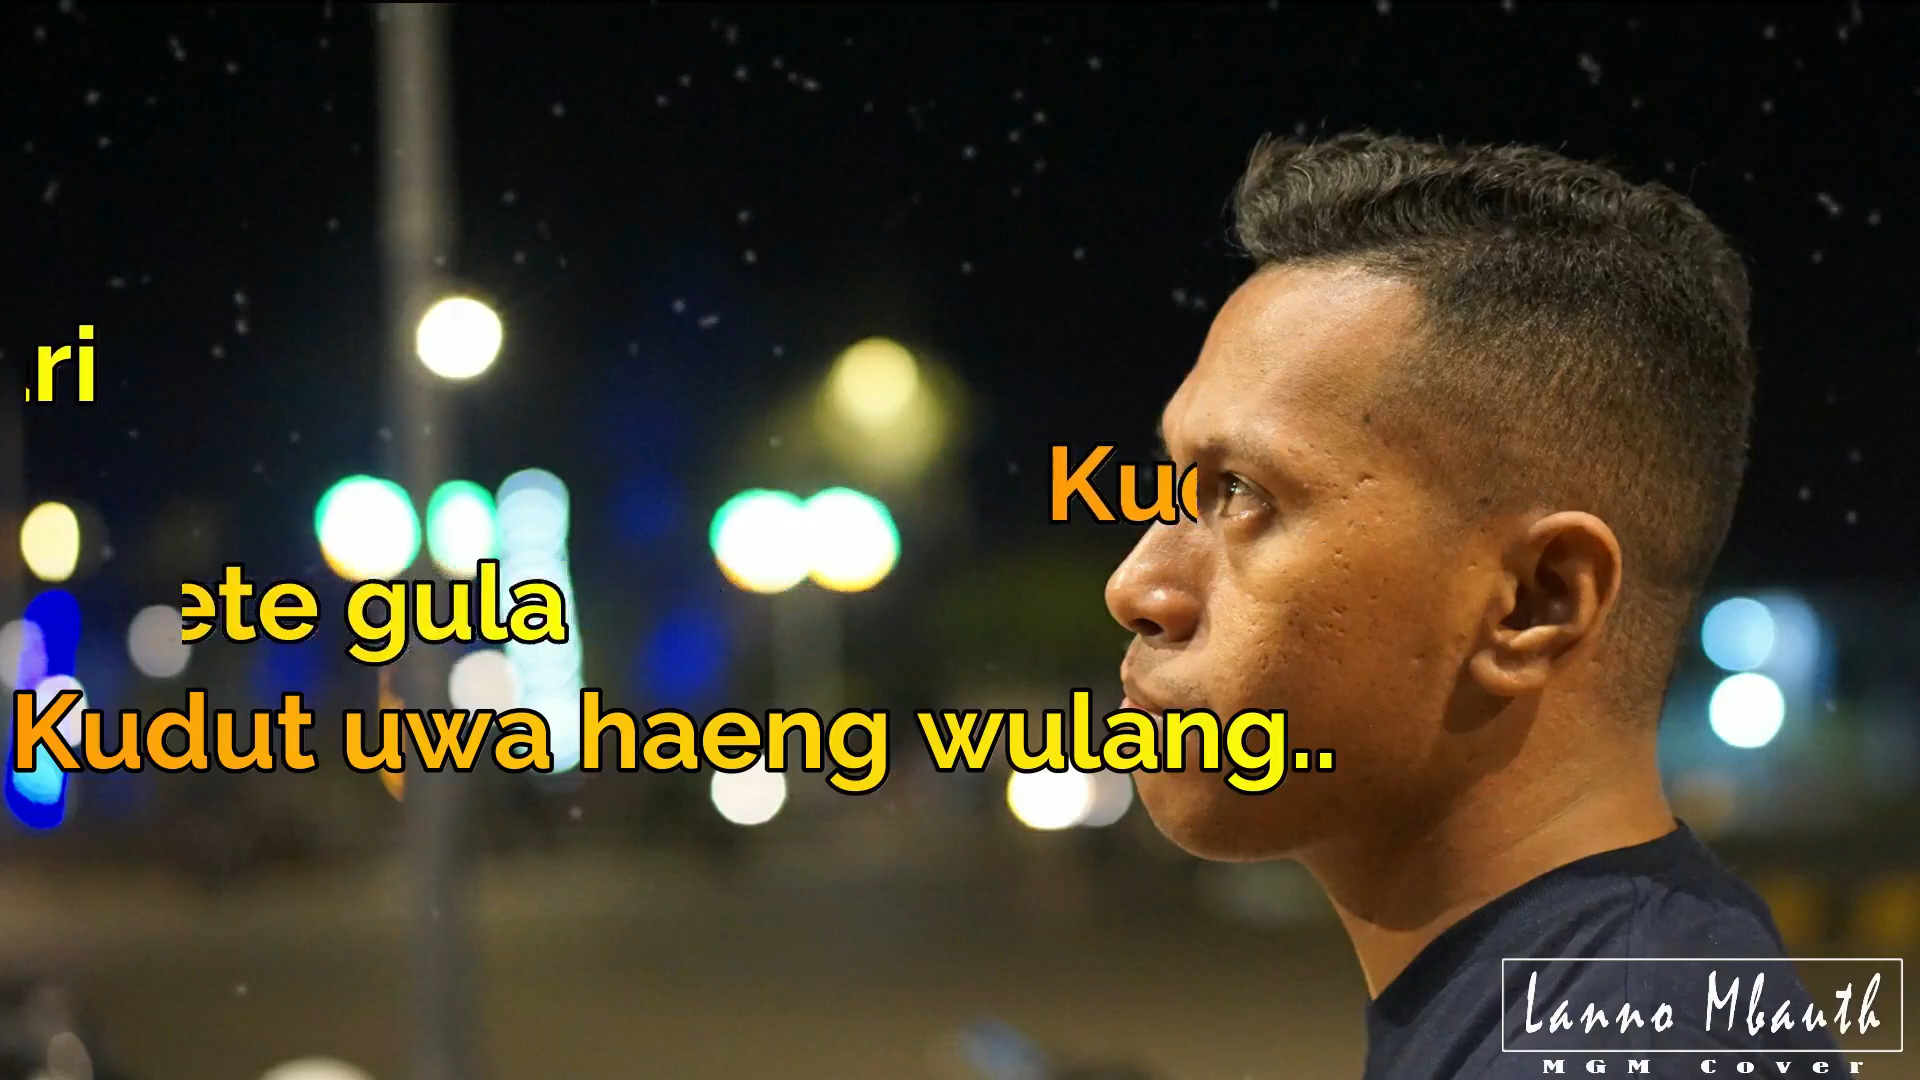 ri
Ku
ete gula
Kudut uwa haeng wulang..
Lanno Mbauth
MGM Cover